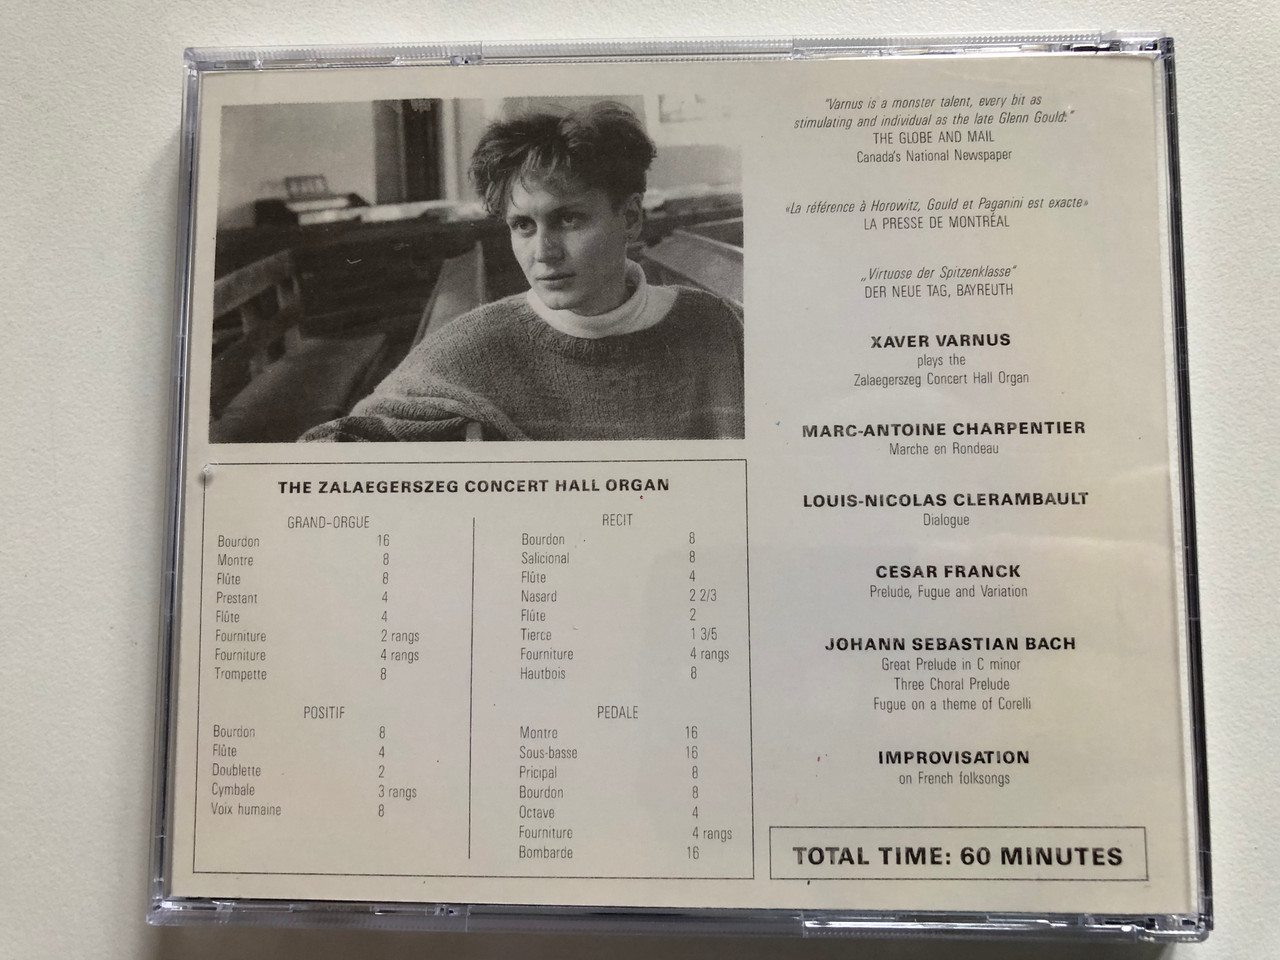 "Varnus is a monster talent, every bit as
stimulating and individual as the late Glenn Gould."
THE GLOBE AND MAIL
Canada's National Newspaper
«La référence à Horowitz, Gould et Paganini est exacte»
LA PRESSE DE MONTRÉAL
„Virtuose der Spitzenklasse"
DER NEUE TAG, BAYREUTH
XAVER VARNUS
plays the
Zalaegerszeg Concert Hall Organ
MARC-ANTOINE CHARPENTIER
Marche en Rondeau
LOUIS-NICOLAS CLERAMBAULT
Dialogue
CESAR FRANCK
Prelude, Fugue and Variation
JOHANN SEBASTIAN BACH
Great Prelude in C minor
Three Choral Prelude
Fugue on a theme of Corelli
IMPROVISATION
on French folksongs
TOTAL TIME: 60 MINUTES
THE ZALAEGERSZEG CONCERT HALL ORGAN
GRAND-ORGUE
Bourdon 16
Montre 8
Flûte 8
Prestant 4
Flûte 4
Fourniture 2 rangs
Fourniture 4 rangs
Trompette 8
POSITIF
Bourdon 8
Flûte 4
Doublette 2
Cymbale 3 rangs
Voix humaine 8
RECIT
Bourdon 8
Salicional 8
Flûte 4
Nasard 2 2/3
Flûte 2
Tierce 1 3/5
Fourniture 4 rangs
Hautbois 8
PEDALE
Montre 16
Sous-basse 16
Pricipal 8
Bourdon 8
Octave 4
Fourniture 4 rangs
Bombarde 16